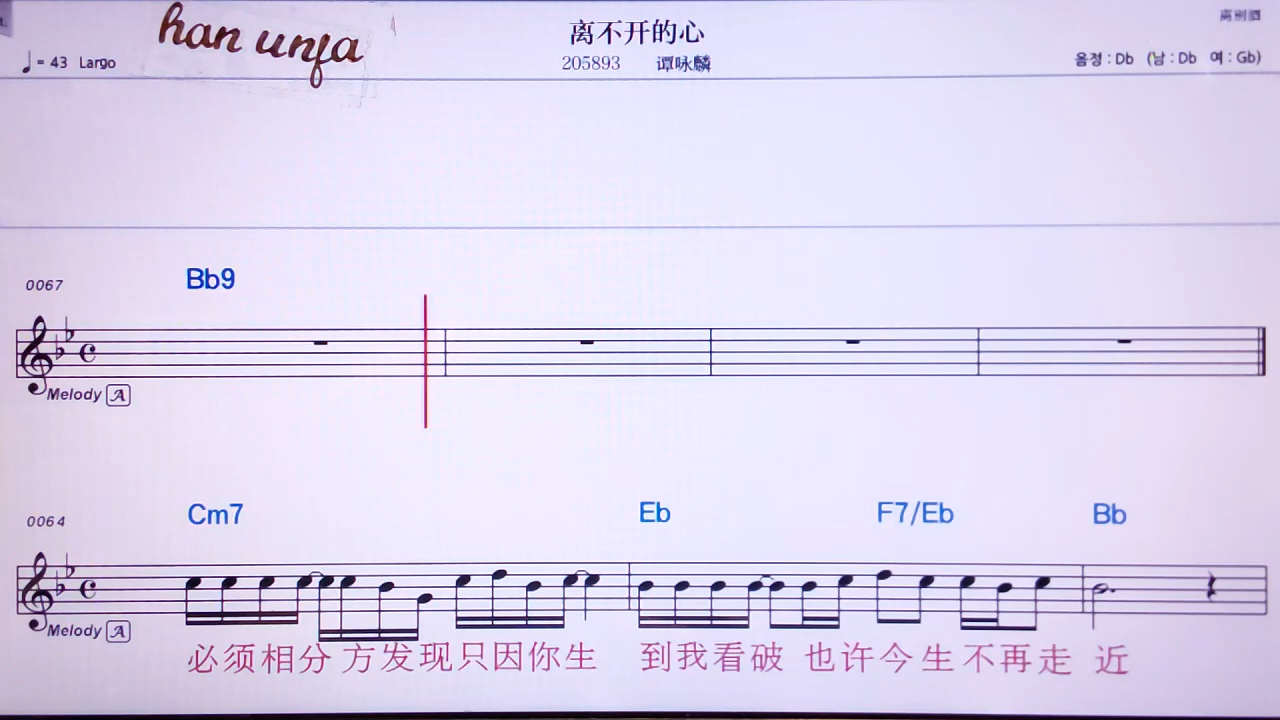 han unfa
离不开的心
♩= 43 Largo
205893 谭咏麟
음정 : Db (남 : Db 여 : Gb)
0067
Bb9
Melody A
0064
Cm7 Eb F7/Eb Bb
Melody A
必须相分方发现只因你生 到我看破 也许今生不再走 近